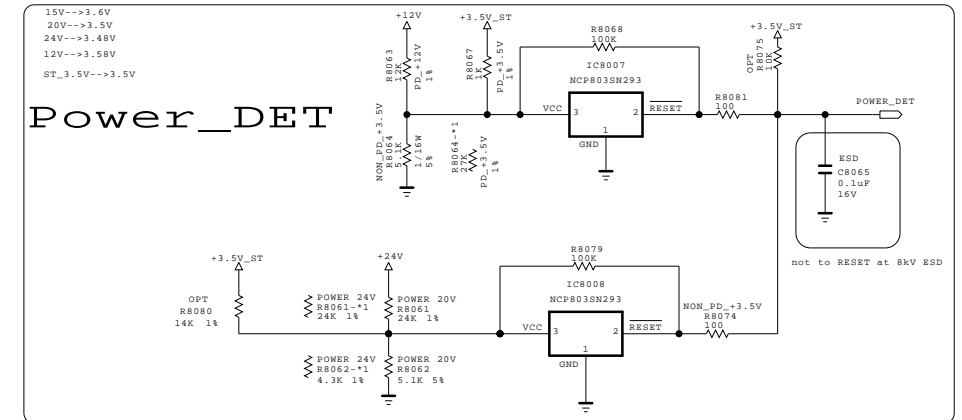 15V-->3.6V
20V-->3.5V
24V-->3.48V
12V-->3.58V
ST_3.5V-->3.5V
Power_DET
+12V
+3.5V_ST
R8063
12K
PD_+12V
1%
R8067
1K
PD_+3.5V
1%
R8068
100K
IC8007
NCP803SN293
VCC
3
2
RESET
1
GND
+3.5V_ST
OPT
R8075
10K
R8081
100
POWER_DET
NON_PD_+3.5V
R8064
5.1K
1/16W
5%
R8064-*1
27K
PD_+3.5V
1%
ESD
C8065
0.1uF
16V
not to RESET at 8kV ESD
+3.5V_ST
OPT
R8080
14K 1%
+24V
POWER 24V
R8061-*1
24K 1%
POWER 20V
R8061
24K 1%
POWER 24V
R8062-*1
4.3K 1%
POWER 20V
R8062
5.1K 5%
R8079
100K
IC8008
NCP803SN293
VCC
3
2
RESET
1
GND
NON_PD_+3.5V
R8074
100